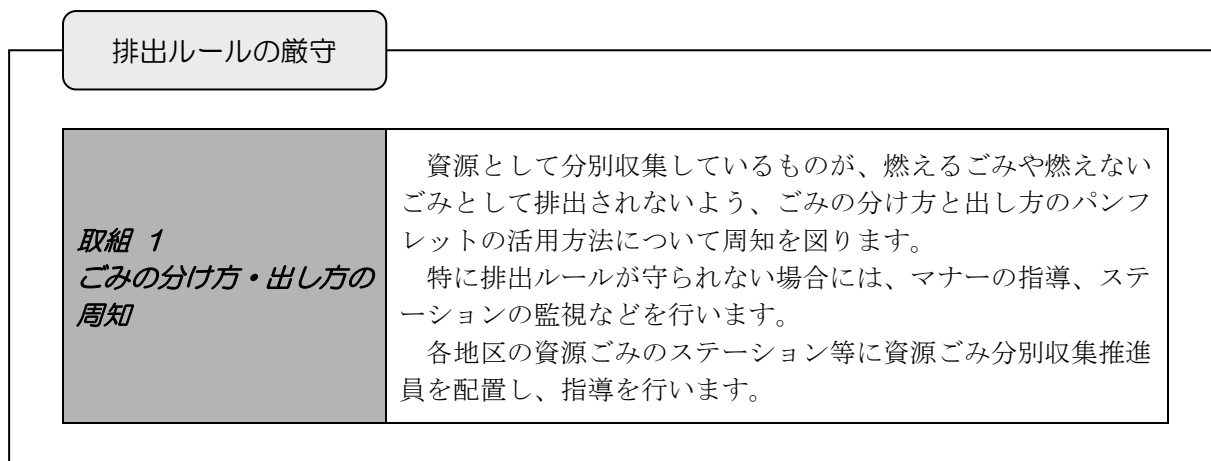 排出ルールの厳守
取組 1
ごみの分け方・出し方の
周知
資源として分別収集しているものが、燃えるごみや燃えない
ごみとして排出されないよう、ごみの分け方と出し方のパンフ
レットの活用方法について周知を図ります。
特に排出ルールが守られない場合には、マナーの指導、ステ
ーションの監視などを行います。
各地区の資源ごみのステーション等に資源ごみ分別収集推進
員を配置し、指導を行います。